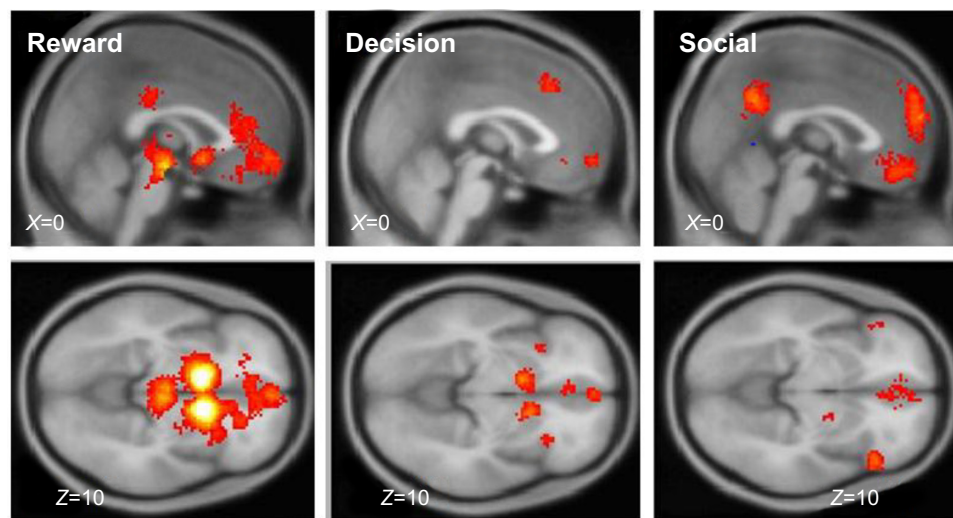 Reward
Decision
Social
X=0
X=0
X=0
Z=10
Z=10
Z=10